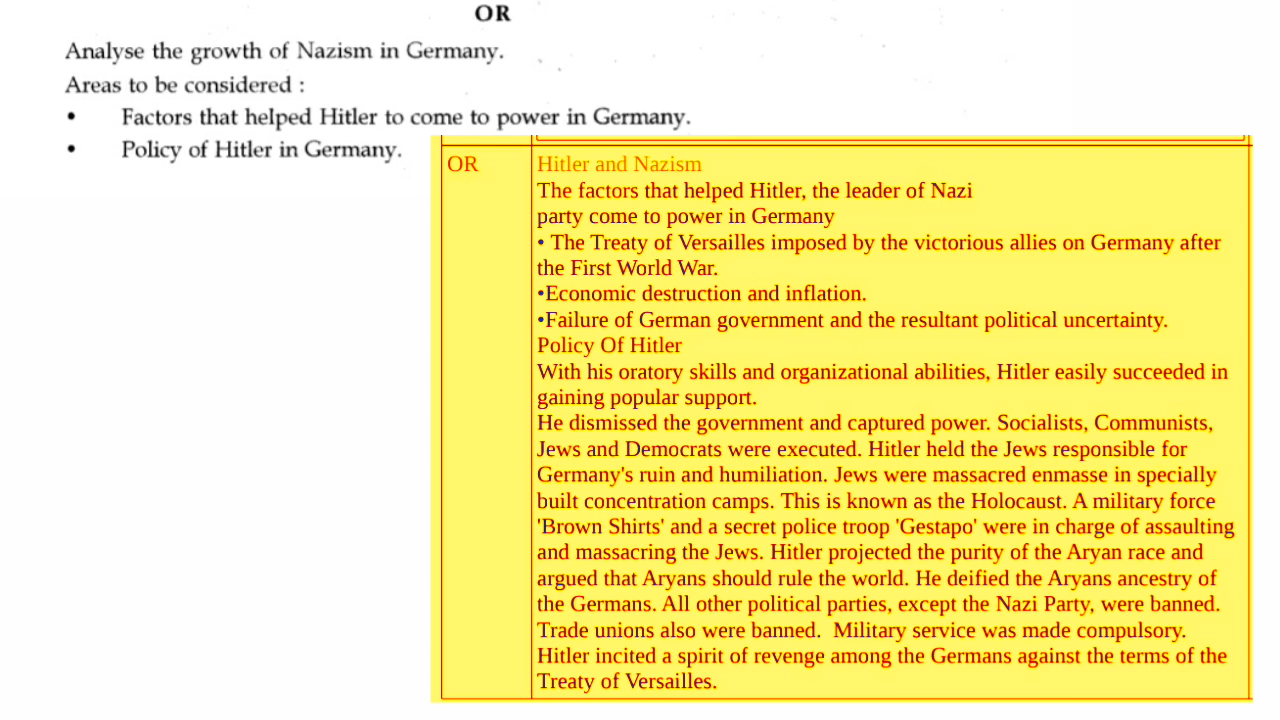 OR
Analyse the growth of Nazism in Germany.
Areas to be considered :
• Factors that helped Hitler to come to power in Germany.
• Policy of Hitler in Germany.
OR
Hitler and Nazism
The factors that helped Hitler, the leader of Nazi
party come to power in Germany
• The Treaty of Versailles imposed by the victorious allies on Germany after
the First World War.
•Economic destruction and inflation.
•Failure of German government and the resultant political uncertainty.
Policy Of Hitler
With his oratory skills and organizational abilities, Hitler easily succeeded in
gaining popular support.
He dismissed the government and captured power. Socialists, Communists,
Jews and Democrats were executed. Hitler held the Jews responsible for
Germany's ruin and humiliation. Jews were massacred enmasse in specially
built concentration camps. This is known as the Holocaust. A military force
'Brown Shirts' and a secret police troop 'Gestapo' were in charge of assaulting
and massacring the Jews. Hitler projected the purity of the Aryan race and
argued that Aryans should rule the world. He deified the Aryans ancestry of
the Germans. All other political parties, except the Nazi Party, were banned.
Trade unions also were banned.  Military service was made compulsory.
Hitler incited a spirit of revenge among the Germans against the terms of the
Treaty of Versailles.